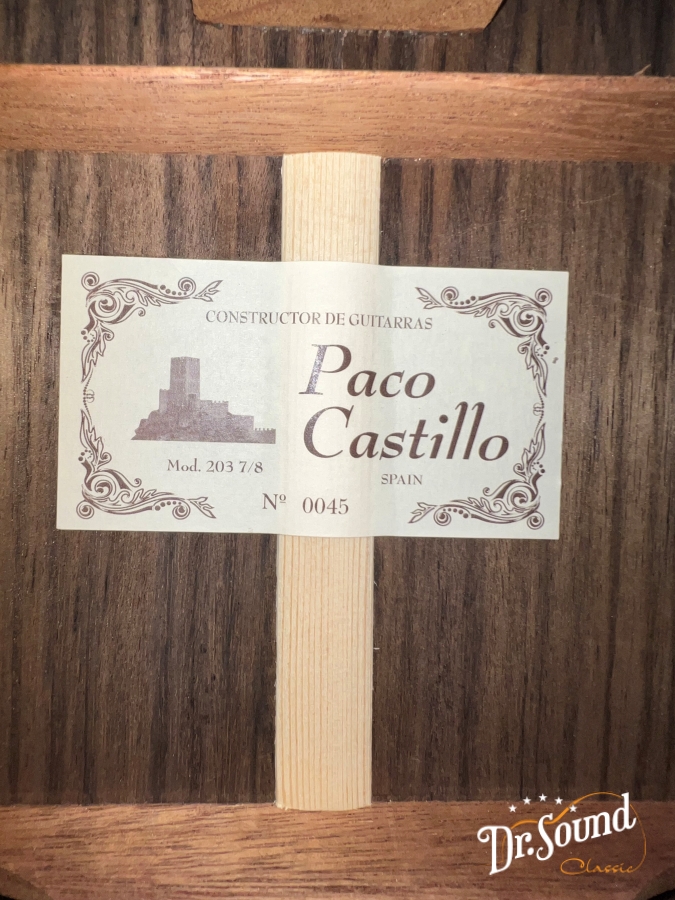 CONSTRUCTOR DE GUITARRAS
Paco
Castillo
SPAIN
Mod. 203 7/8
Nº 0045
Dr. Sound
Classic